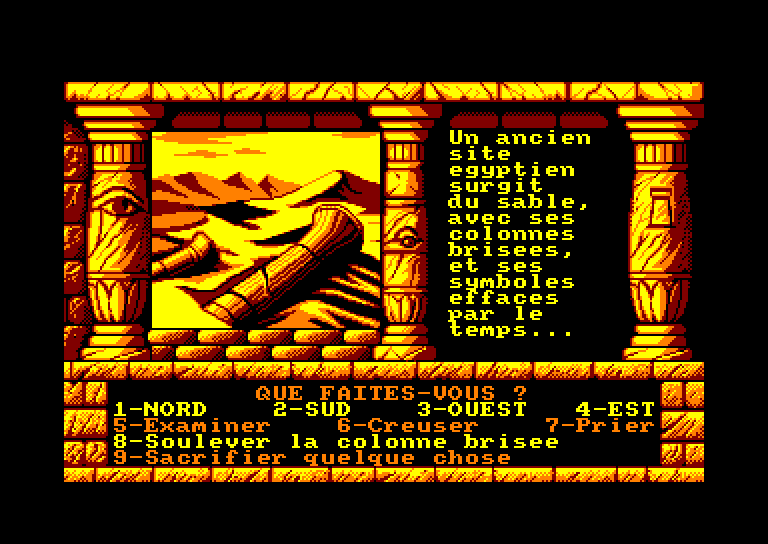 Un ancien
site
egyptien
surgit
du sable,
avec ses
colonnes
brisees,
et ses
symboles
effaces
par le
temps...
QUE FAITES-VOUS ?
1-NORD 2-SUD 3-OUEST 4-EST
5-Examiner 6-Creuser 7-Prier
8-Soulever la colonne brisee
9-Sacrifier quelque chose